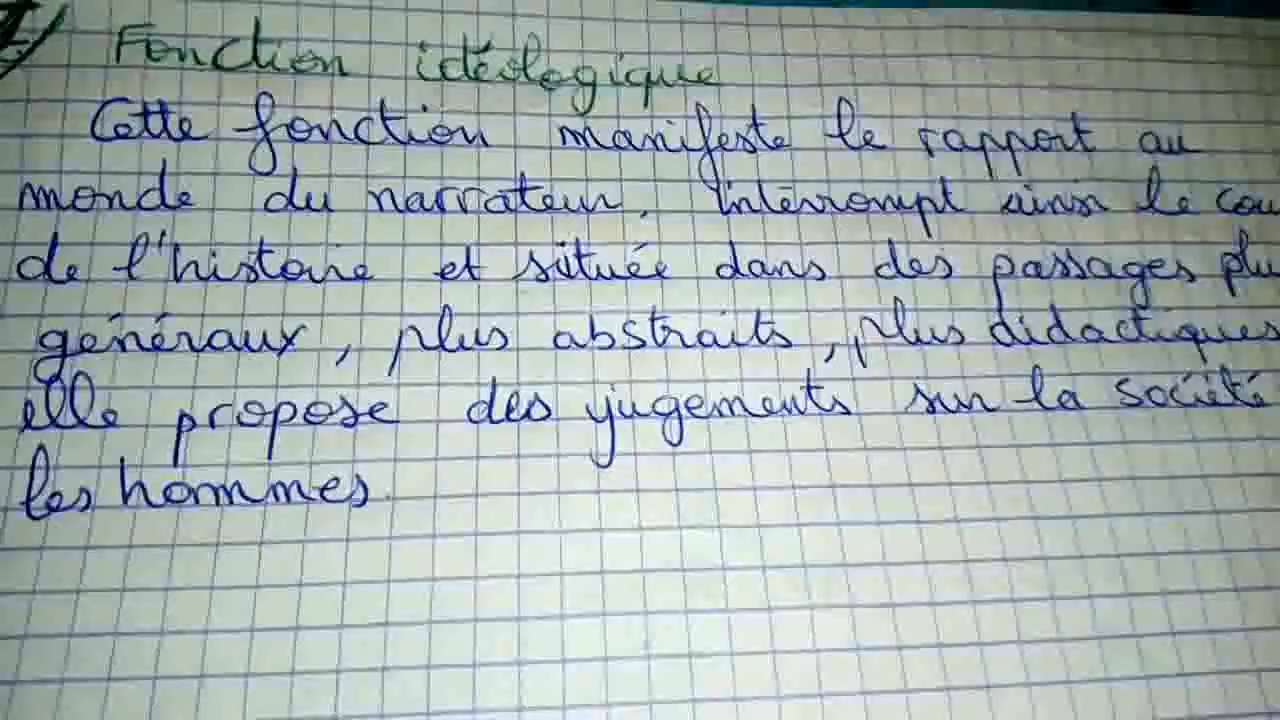 Fonction idéologique
Cette fonction manifeste le rapport au
monde du narrateur. Interrompt ainsi le cou
de l'histoire et située dans des passages plu
généraux, plus abstraits, plus didactiques
elle propose des jugements sur la société
les hommes.